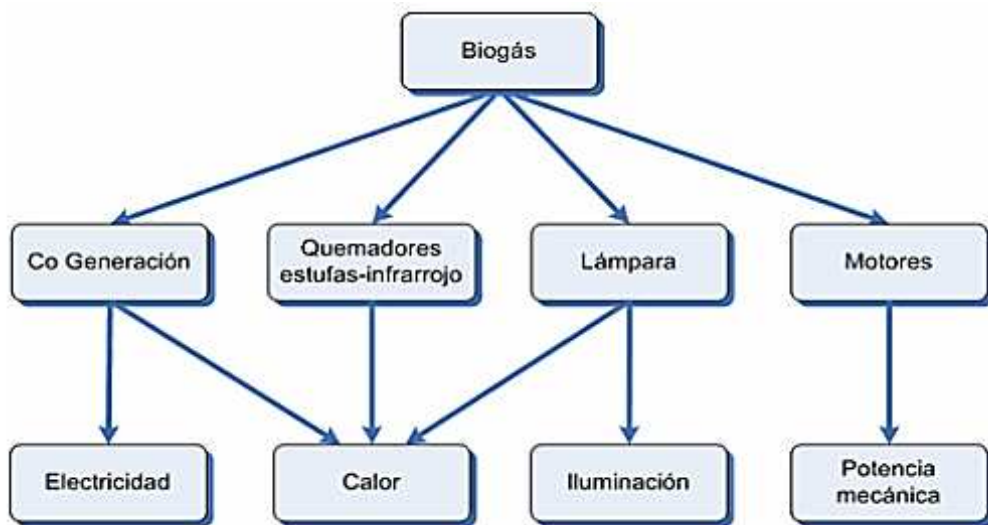 Biogás
Co Generación
Quemadores
estufas-infrarrojo
Lámpara
Motores
Electricidad
Calor
Iluminación
Potencia
mecánica